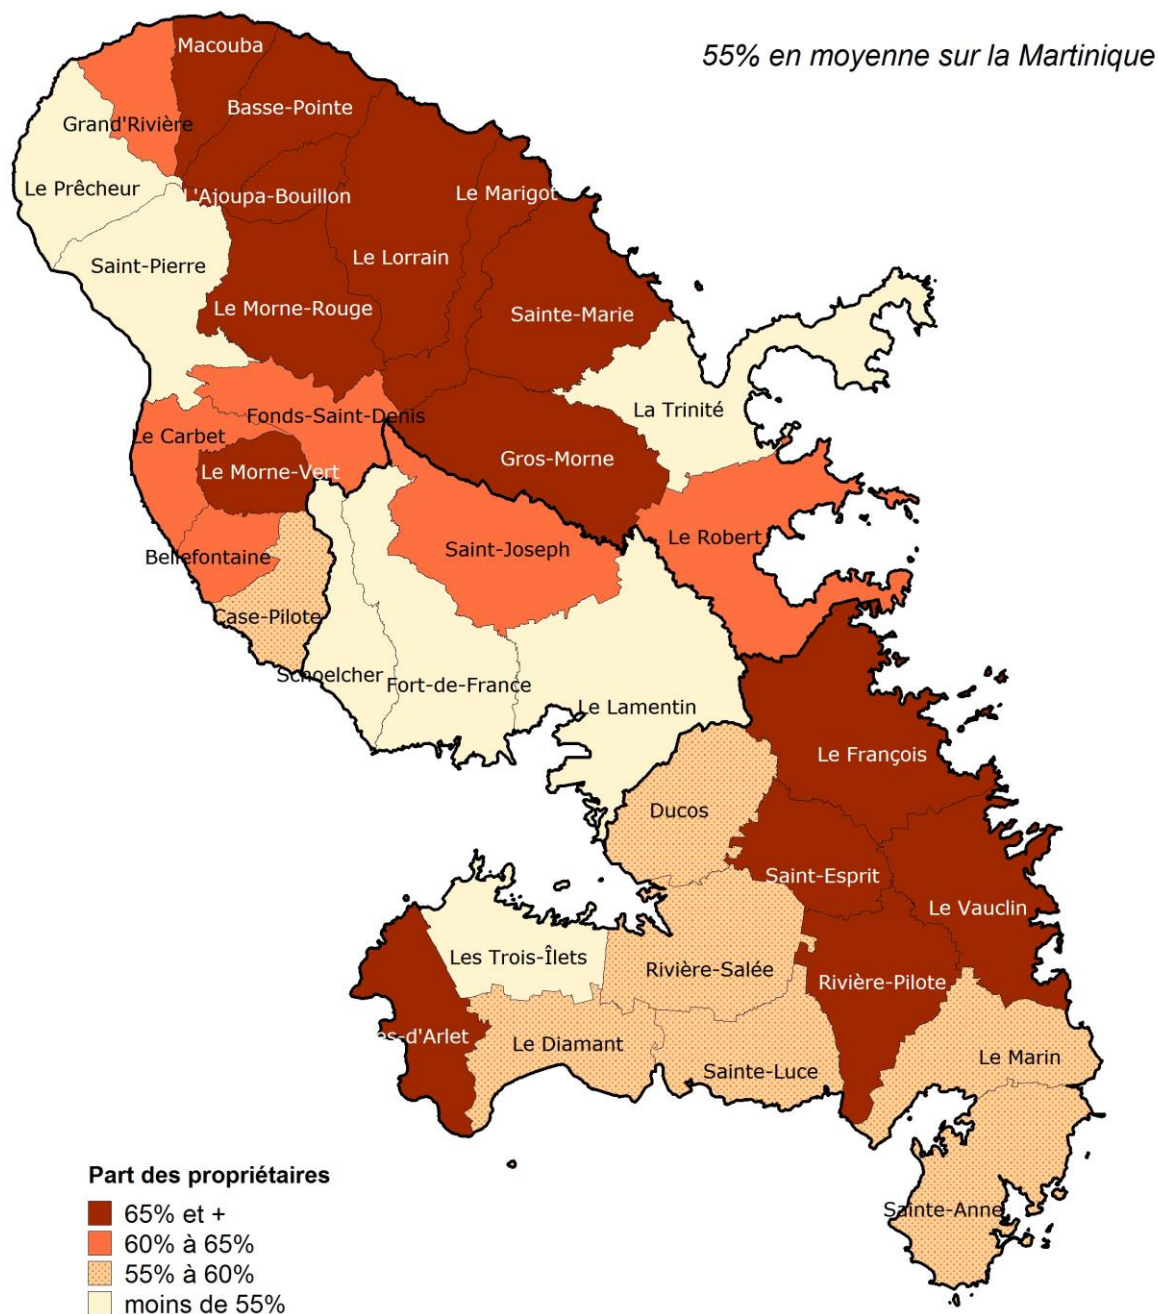 Macouba
55% en moyenne sur la Martinique
Basse-Pointe
Grand'Rivière
Le Prêcheur
L'Ajoupa-Bouillon
Le Marigot
Saint-Pierre
Le Lorrain
Le Morne-Rouge
Sainte-Marie
La Trinité
Fonds-Saint-Denis
Le Carbet
Gros-Morne
Le Morne-Vert
Le Robert
Saint-Joseph
Bellefontaine
Case-Pilote
Schoelcher
Fort-de-France
Le Lamentin
Le François
Ducos
Saint-Esprit
Le Vauclin
Les Trois-Îlets
Rivière-Salée
Rivière-Pilote
es-d'Arlet
Le Diamant
Le Marin
Sainte-Luce
Sainte-Anne
Part des propriétaires
65% et +
60% à 65%
55% à 60%
moins de 55%